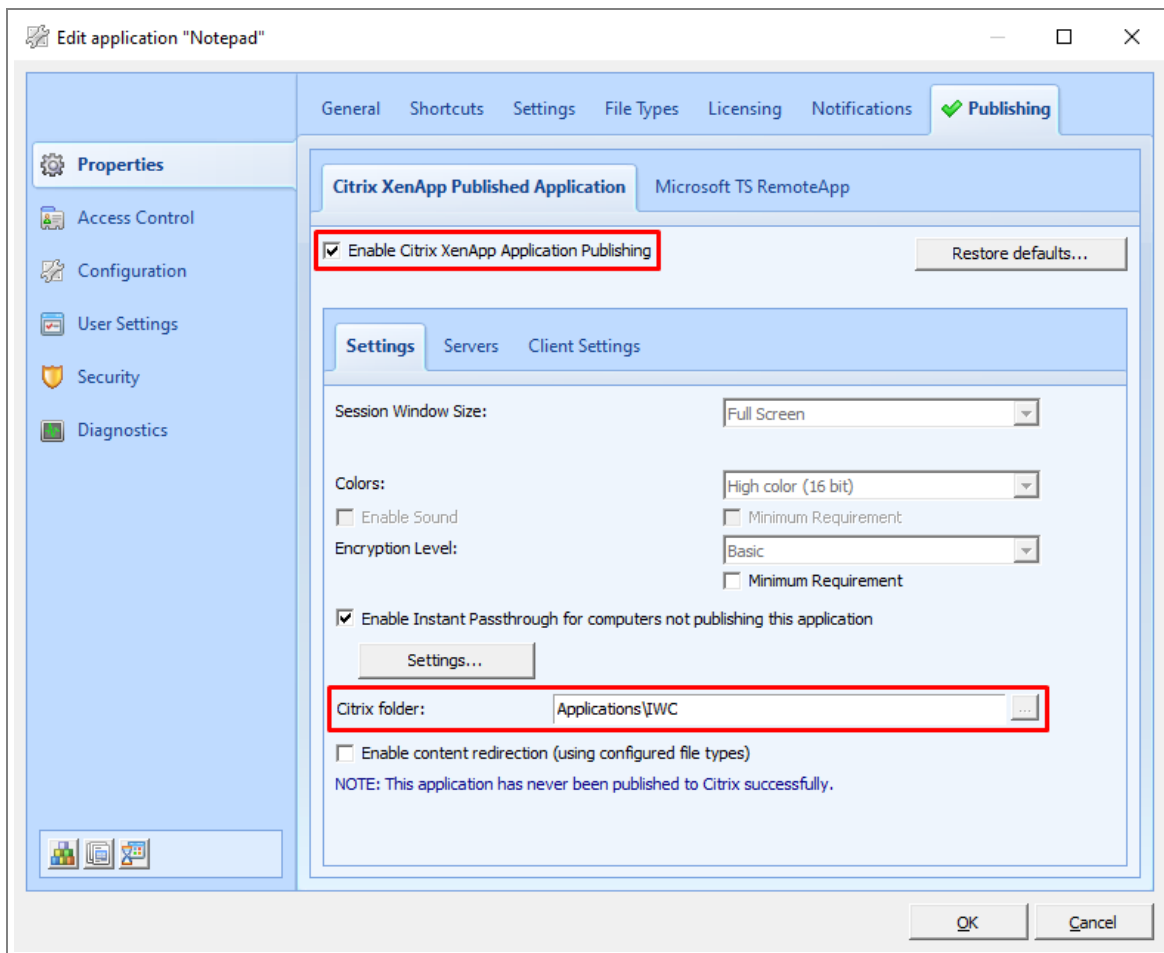 Edit application "Notepad"
General Shortcuts Settings File Types Licensing Notifications Publishing
Properties
Access Control
Configuration
User Settings
Security
Diagnostics
Citrix XenApp Published Application Microsoft TS RemoteApp
Enable Citrix XenApp Application Publishing Restore defaults...
Settings Servers Client Settings
Session Window Size: Full Screen
Colors: High color (16 bit)
Enable Sound Minimum Requirement
Encryption Level: Basic
Minimum Requirement
Enable Instant Passthrough for computers not publishing this application
Settings...
Citrix folder: Applications\IWC ...
Enable content redirection (using configured file types)
NOTE: This application has never been published to Citrix successfully.
OK Cancel